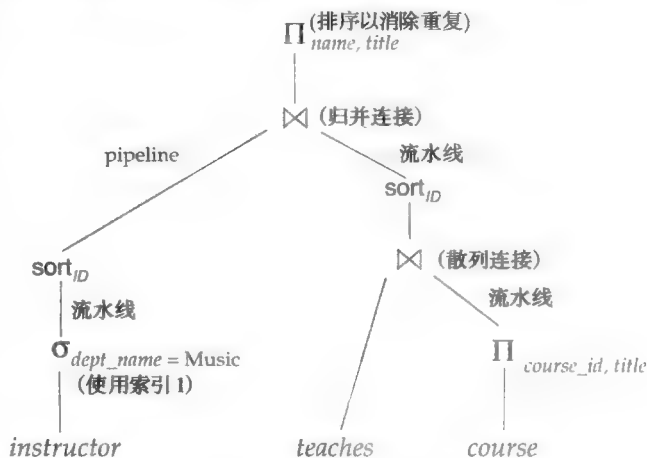 ∏ (排序以消除重复)
name, title
⋈ (归并连接)
pipeline
流水线
sort_ID
sort_ID
⋈ (散列连接)
流水线
流水线
σ dept_name = Music
(使用索引1)
∏ course_id, title
instructor
teaches
course